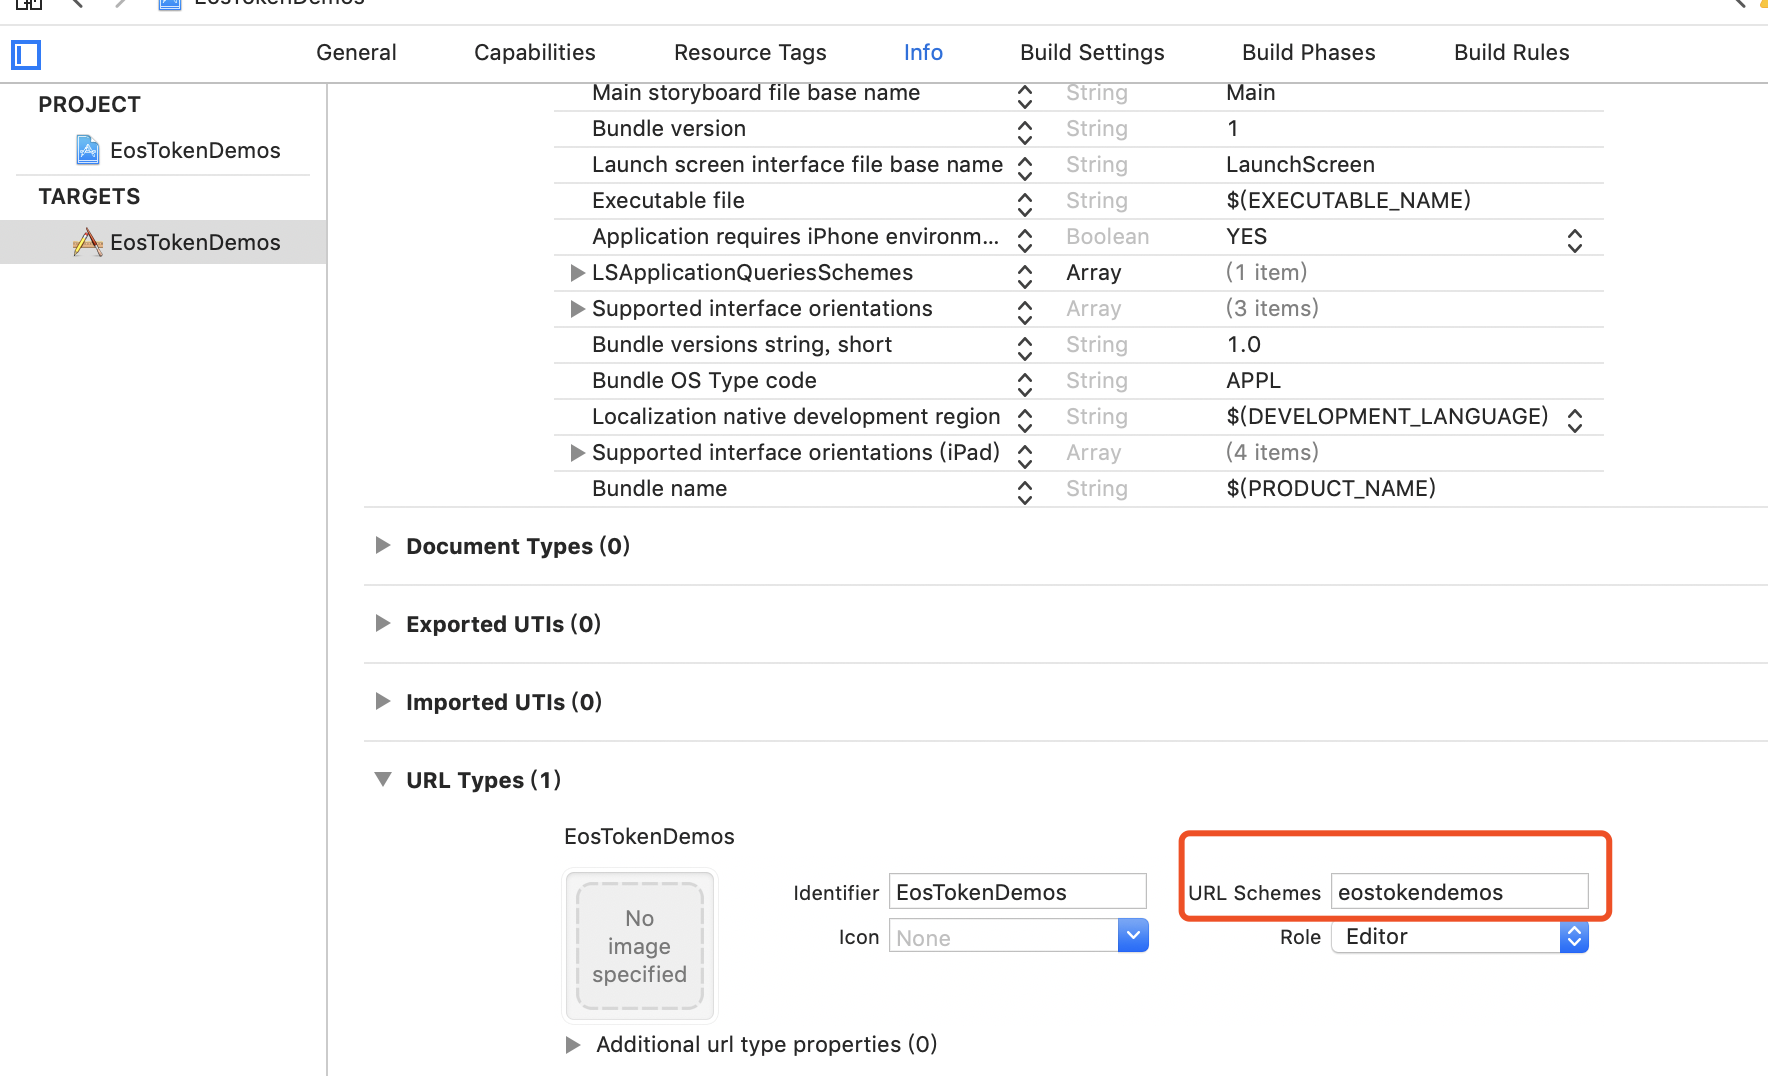 EosTokenDemos
General Capabilities Resource Tags Info Build Settings Build Phases Build Rules
PROJECT
EosTokenDemos
TARGETS
EosTokenDemos
Main storyboard file base name String Main
Bundle version String 1
Launch screen interface file base name String LaunchScreen
Executable file String $(EXECUTABLE_NAME)
Application requires iPhone environm... Boolean YES
LSApplicationQueriesSchemes Array (1 item)
Supported interface orientations Array (3 items)
Bundle versions string, short String 1.0
Bundle OS Type code String APPL
Localization native development region String $(DEVELOPMENT_LANGUAGE)
Supported interface orientations (iPad) Array (4 items)
Bundle name String $(PRODUCT_NAME)
Document Types (0)
Exported UTIs (0)
Imported UTIs (0)
URL Types (1)
EosTokenDemos
No
image
specified
Identifier EosTokenDemos URL Schemes eostokendemos
Icon None Role Editor
Additional url type properties (0)